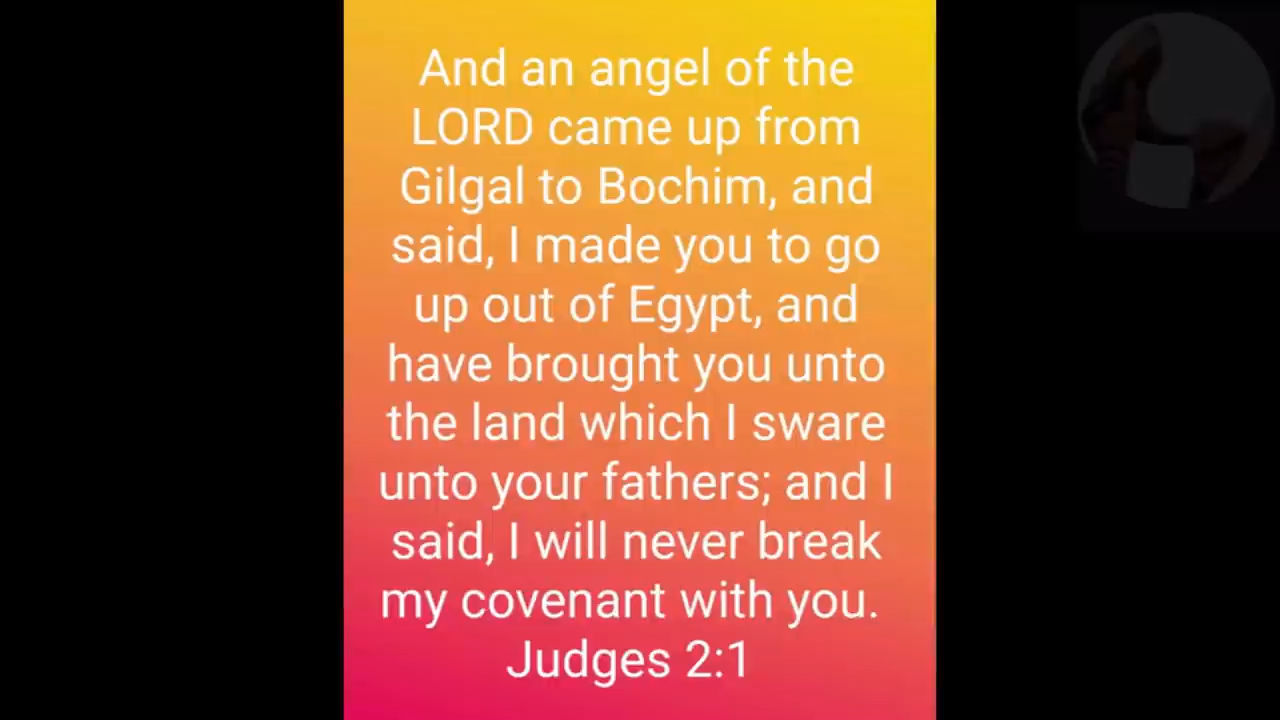 And an angel of the
LORD came up from
Gilgal to Bochim, and
said, I made you to go
up out of Egypt, and
have brought you unto
the land which I sware
unto your fathers; and I
said, I will never break
my covenant with you.
Judges 2:1